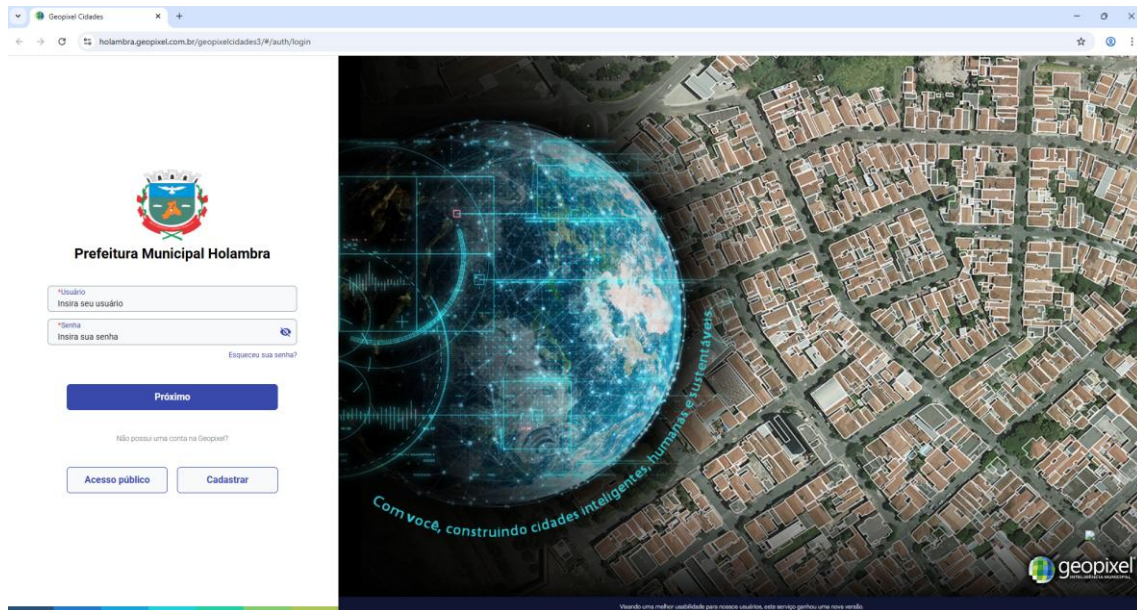 Geopixel Cidades
holambra.geopixel.com.br/geopixelcidades3/#/auth/login
Prefeitura Municipal Holambra
*Usuário
Insira seu usuário
*Senha
Insira sua senha
Esqueceu sua senha?
Próximo
Não possui uma conta na Geopixel?
Acesso público
Cadastrar
Com você, construindo cidades inteligentes, humanas e sustentáveis.
geopixel
INTELIGÊNCIA MUNICIPAL
Visando uma melhor usabilidade para nossos usuários, este serviço ganhou uma nova versão.